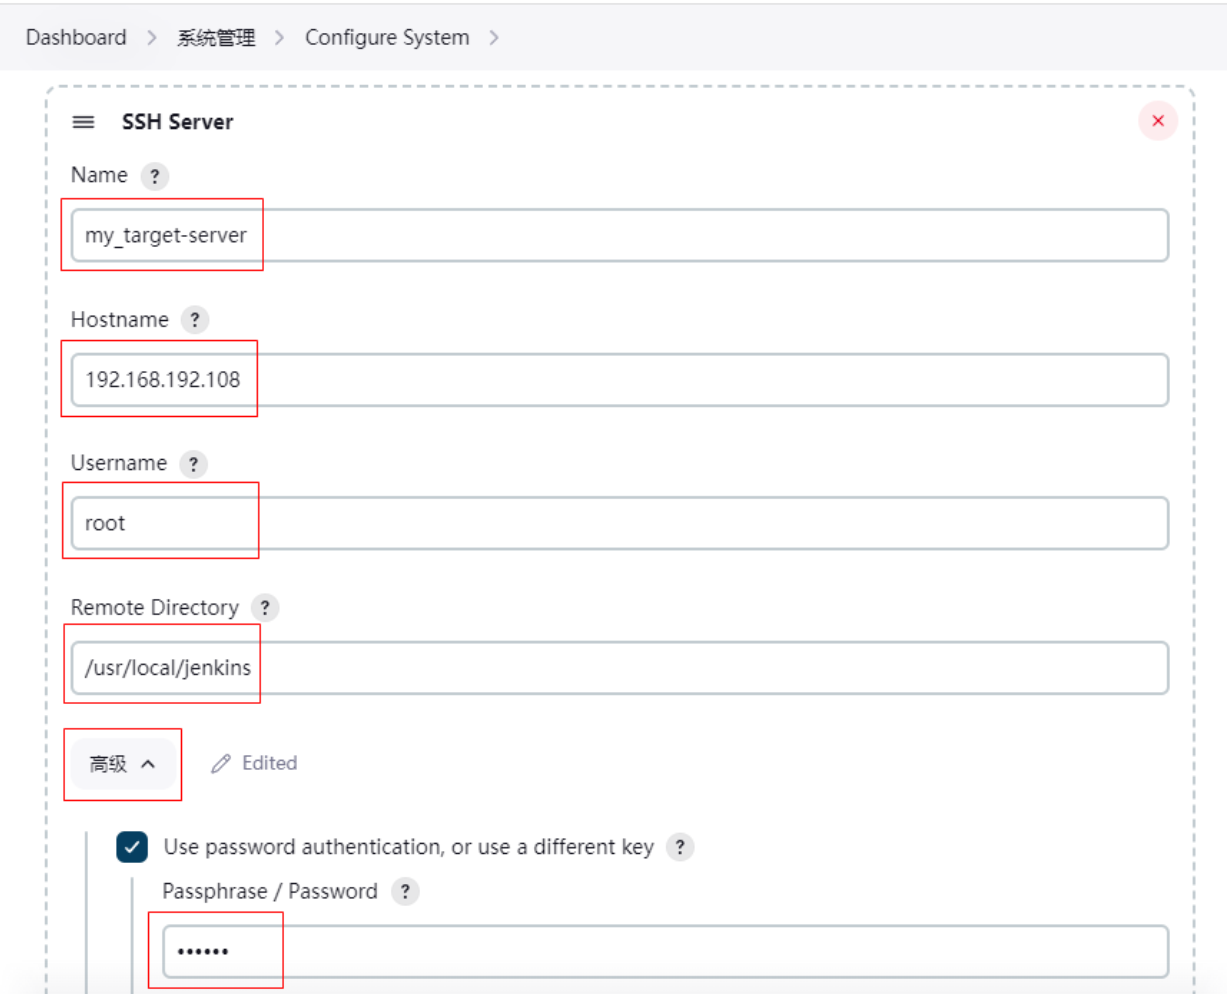 Dashboard > 系统管理 > Configure System >
SSH Server
Name ?
my_target-server
Hostname ?
192.168.192.108
Username ?
root
Remote Directory ?
/usr/local/jenkins
高级 Edited
Use password authentication, or use a different key ?
Passphrase / Password ?
••••••